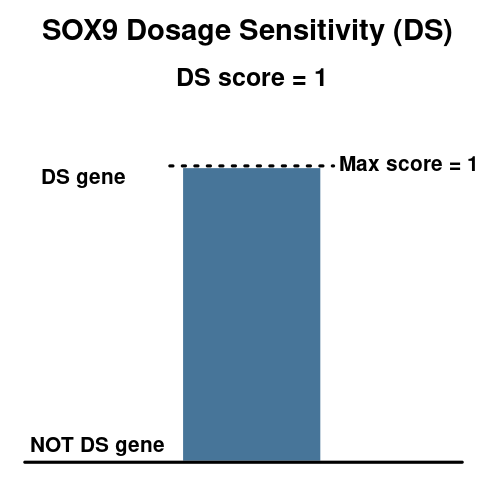 SOX9 Dosage Sensitivity (DS)
DS score = 1
Max score = 1
DS gene
NOT DS gene